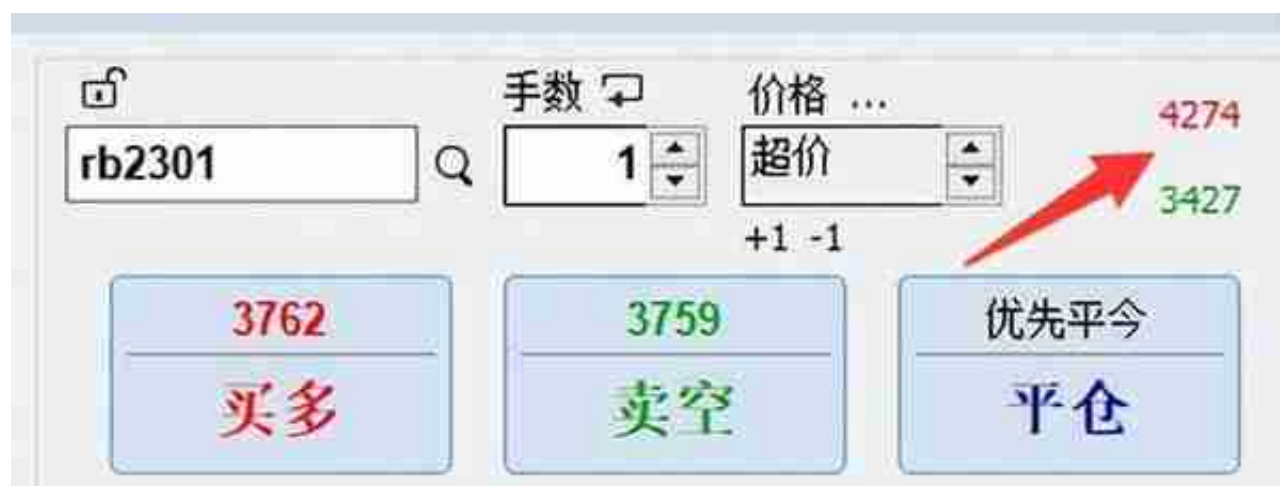 手数 价格 ... 4274
rb2301 1 超价
3427
+1 -1
3762 3759 优先平今
买多 卖空 平仓